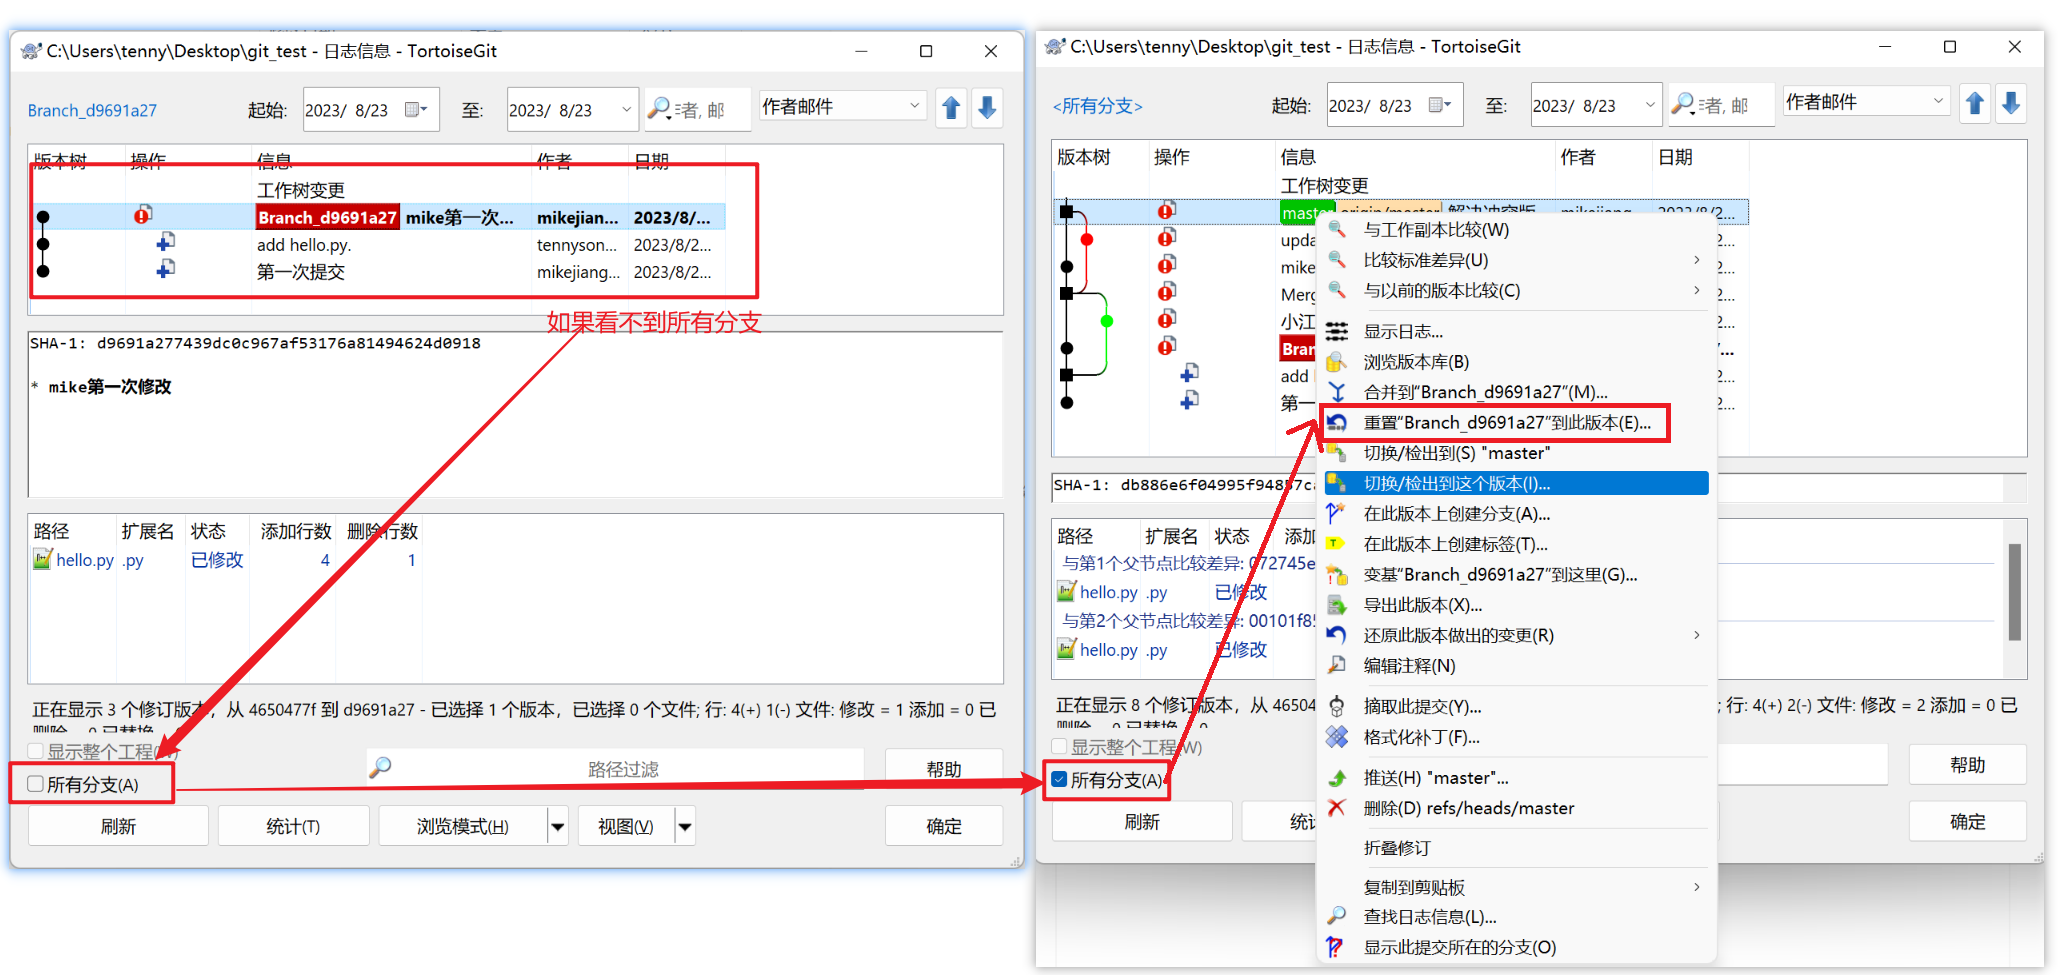 C:\Users\tenny\Desktop\git_test - 日志信息 - TortoiseGit
Branch_d9691a27
起始:
2023/ 8/23
至:
2023/ 8/23
者, 邮
作者邮件
版本树 操作 信息 作者 日期
工作树变更
Branch_d9691a27 mike第一次... mikejian... 2023/8/...
add hello.py. tennyson... 2023/8/2...
第一次提交 mikejiang... 2023/8/2...
如果看不到所有分支
SHA-1: d9691a277439dc0c967af53176a81494624d0918
* mike第一次修改
路径 扩展名 状态 添加行数 删除行数
hello.py .py 已修改 4 1
正在显示 3 个修订版本，从 4650477f 到 d9691a27 - 已选择 1 个版本，已选择 0 个文件; 行: 4(+) 1(-) 文件: 修改 = 1 添加 = 0 已
显示整个工程
路径过滤
帮助
所有分支(A)
刷新
统计(T)
浏览模式(H)
视图(V)
确定
C:\Users\tenny\Desktop\git_test - 日志信息 - TortoiseGit
<所有分支>
起始:
2023/ 8/23
至:
2023/ 8/23
者, 邮
作者邮件
版本树 操作 信息 作者 日期
工作树变更
master origin/master 解决冲突版 mikejiang 2023/8/2...
upda 2...
mike 2...
Merg 2...
小江 2...
Bran ...
add 2...
第一 2...
SHA-1: db886e6f04995f94857ca
路径 扩展名 状态 添加
与第1个父节点比较差异: 072745e
hello.py .py 已修改
与第2个父节点比较差异: 00101f85
hello.py .py 已修改
正在显示 8 个修订版本，从 46504
; 行: 4(+) 2(-) 文件: 修改 = 2 添加 = 0 已
显示整个工程(W)
帮助
所有分支(A)
刷新
统计
确定
与工作副本比较(W)
比较标准差异(U)
与以前的版本比较(C)
显示日志...
浏览版本库(B)
合并到“Branch_d9691a27”(M)...
重置“Branch_d9691a27”到此版本(E)...
切换/检出到(S) "master"
切换/检出到这个版本(I)...
在此版本上创建分支(A)...
在此版本上创建标签(T)...
变基“Branch_d9691a27”到这里(G)...
导出此版本(X)...
还原此版本做出的变更(R)
编辑注释(N)
摘取此提交(Y)...
格式化补丁(F)...
推送(H) "master"...
删除(D) refs/heads/master
折叠修订
复制到剪贴板
查找日志信息(L)...
显示此提交所在的分支(O)